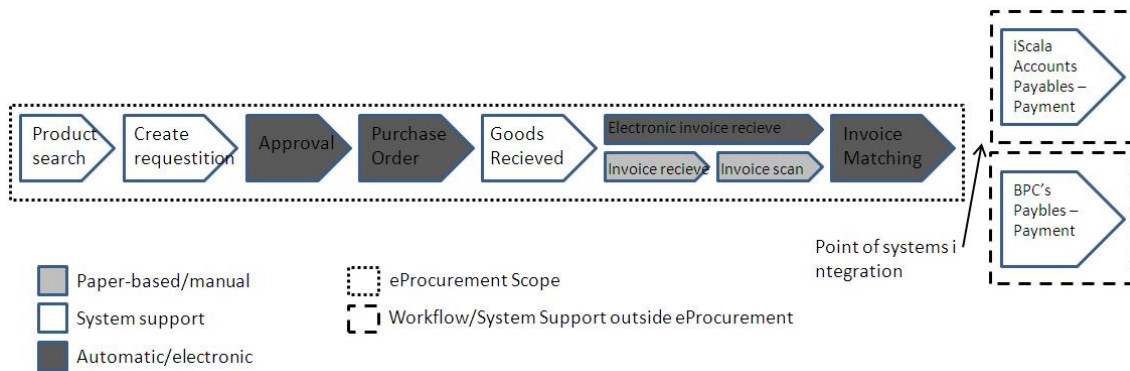 Product
search
Create
requestition
Approval
Purchase
Order
Goods
Recieved
Electronic invoice recieve
Invoice recieve
Invoice scan
Invoice
Matching
iScala
Accounts
Payables –
Payment
BPC's
Paybles –
Payment
Point of systems i
ntegration
Paper-based/manual
System support
Automatic/electronic
eProcurement Scope
Workflow/System Support outside eProcurement